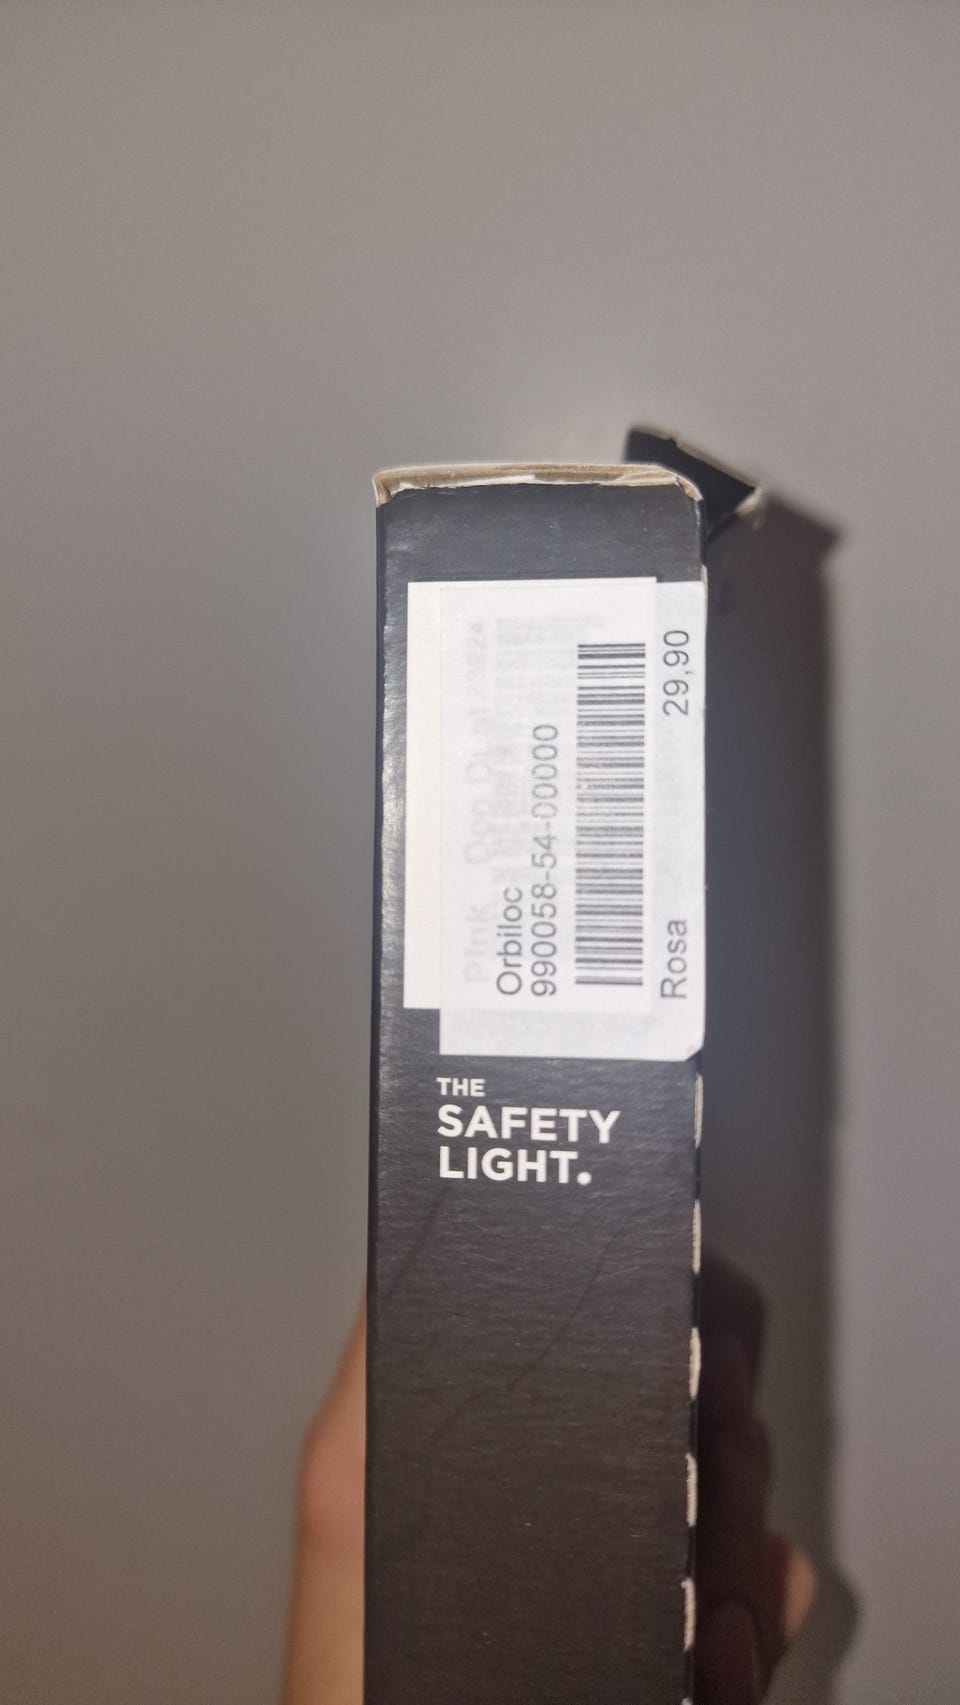 Orbiloc
990058-54-00000
Rosa 29,90
THE
SAFETY
LIGHT.